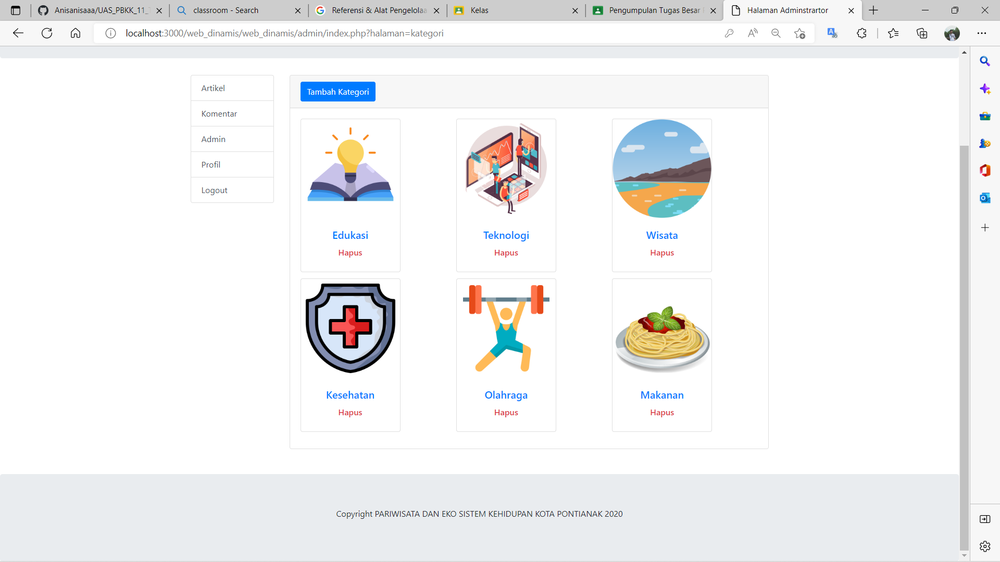 Anisanisaaa/UAS_PBKK_11_
classroom - Search
Referensi & Alat Pengelolaa
Kelas
Pengumpulan Tugas Besar
Halaman Adminstrartor
localhost:3000/web_dinamis/web_dinamis/admin/index.php?halaman=kategori
Artikel
Komentar
Admin
Profil
Logout
Tambah Kategori
Edukasi
Hapus
Teknologi
Hapus
Wisata
Hapus
Kesehatan
Hapus
Olahraga
Hapus
Makanan
Hapus
Copyright PARIWISATA DAN EKO SISTEM KEHIDUPAN KOTA PONTIANAK 2020